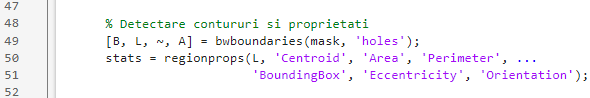 47
48 % Detectare contururi si proprietati
49 [B, L, ~, A] = bwboundaries(mask, 'holes');
50 stats = regionprops(L, 'Centroid', 'Area', 'Perimeter', ...
51 'BoundingBox', 'Eccentricity', 'Orientation');
52